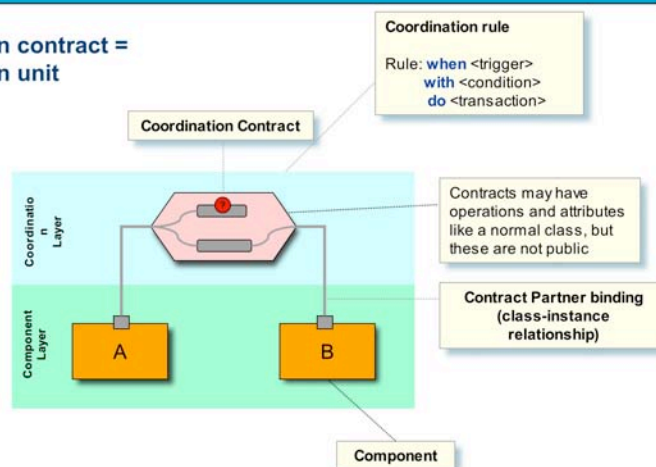 n contract =
n unit
Coordination rule
Rule: when <trigger>
with <condition>
do <transaction>
Coordination Contract
?
Coordinatio
n
Layer
Contracts may have
operations and attributes
like a normal class, but
these are not public
Contract Partner binding
(class-instance
relationship)
Component
Layer
A
B
Component